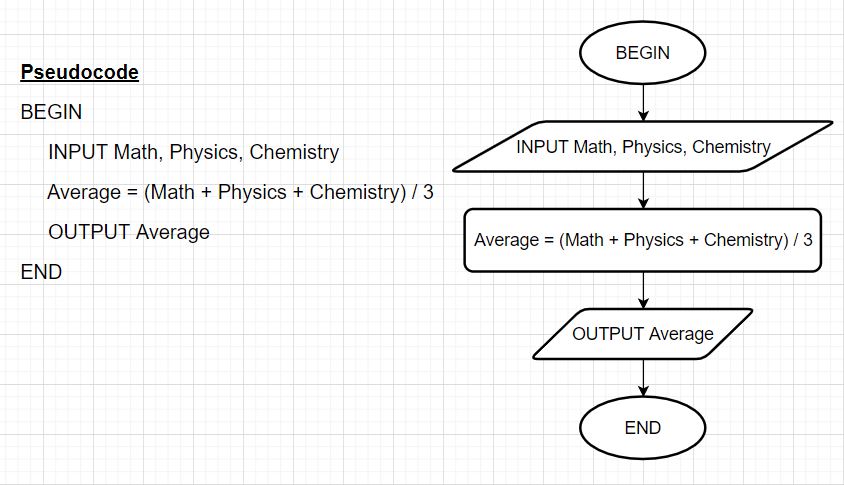 Pseudocode
BEGIN
INPUT Math, Physics, Chemistry
Average = (Math + Physics + Chemistry) / 3
OUTPUT Average
END
BEGIN
INPUT Math, Physics, Chemistry
Average = (Math + Physics + Chemistry) / 3
OUTPUT Average
END